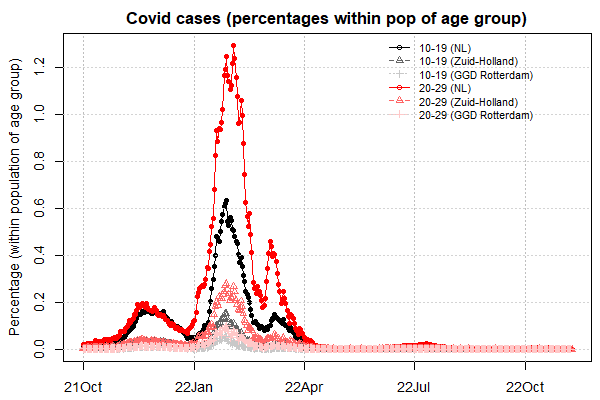 Covid cases (percentages within pop of age group)
Percentage (within population of age group)
1.2
1.0
0.8
0.6
0.4
0.2
0.0
10-19 (NL)
10-19 (Zuid-Holland)
10-19 (GGD Rotterdam)
20-29 (NL)
20-29 (Zuid-Holland)
20-29 (GGD Rotterdam)
21Oct 22Jan 22Apr 22Jul 22Oct